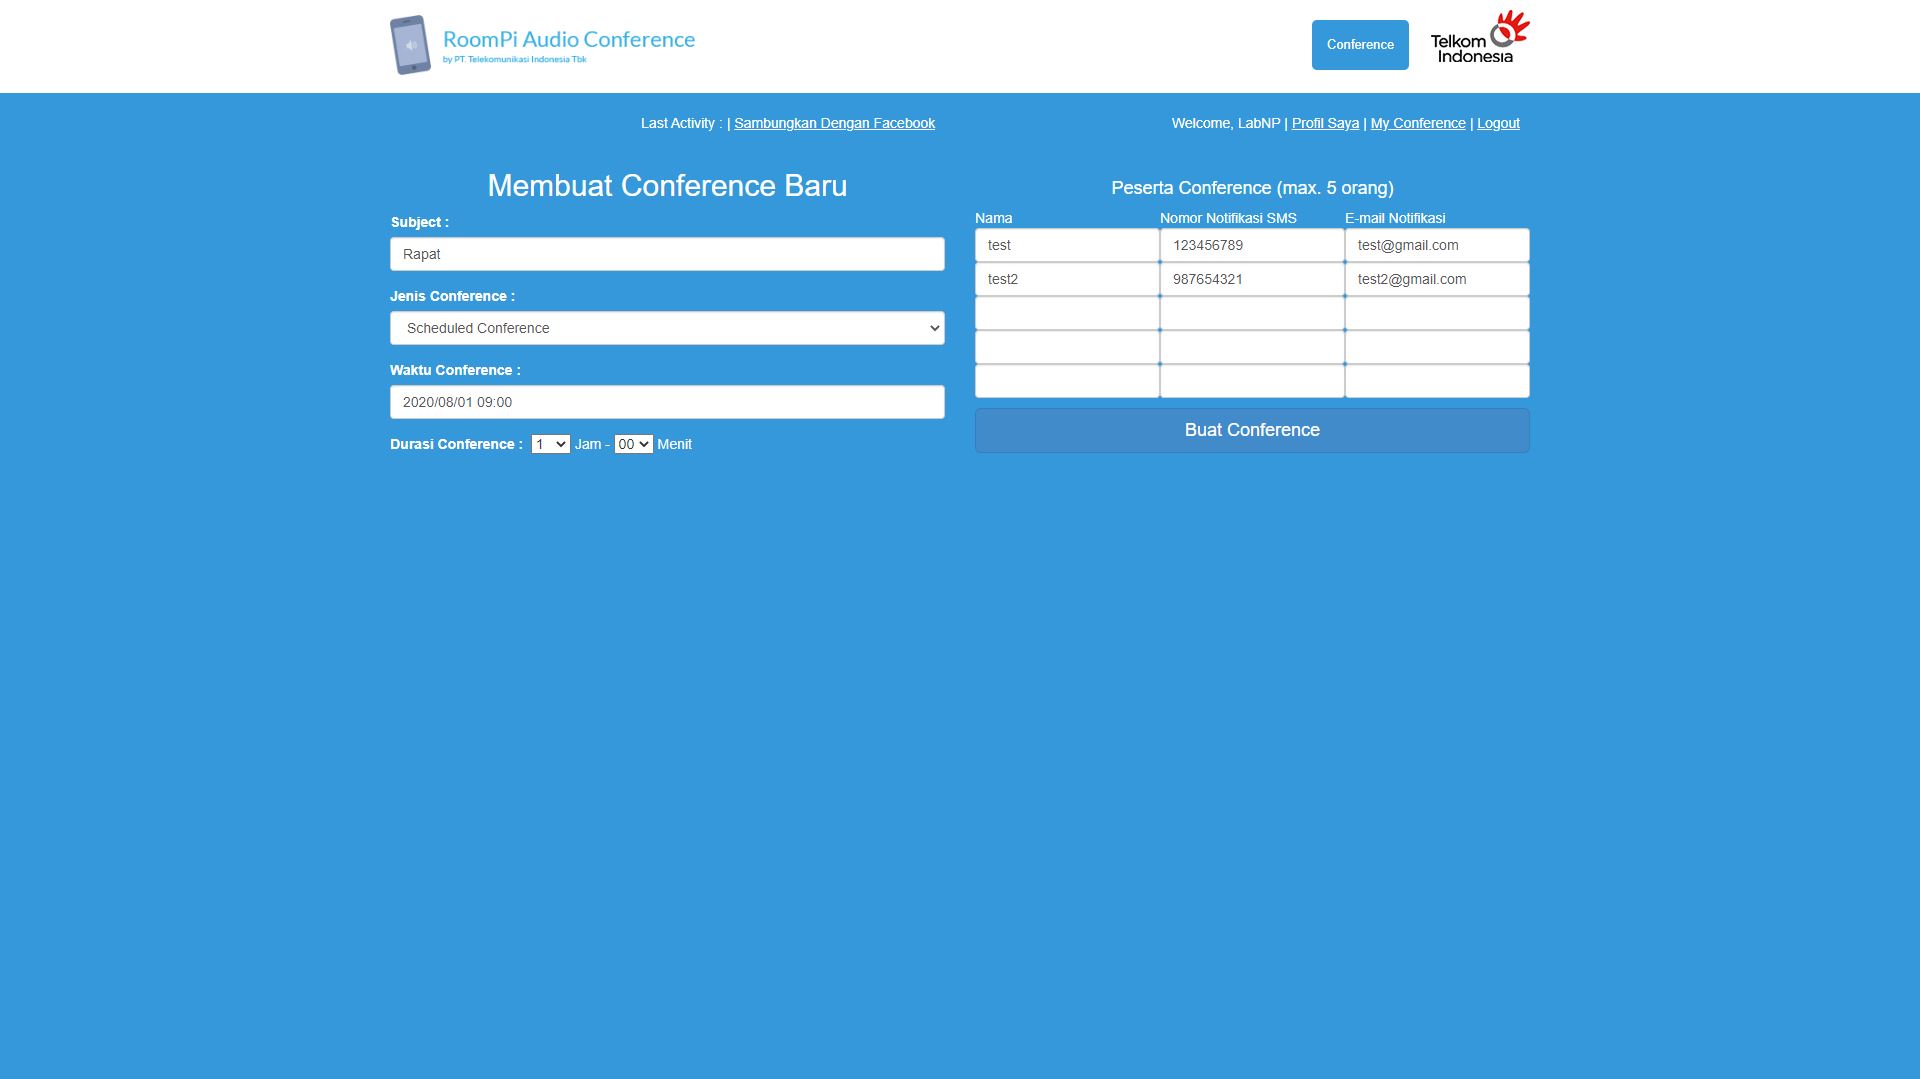 RoomPi Audio Conference
by PT. Telekomunikasi Indonesia Tbk
Conference
Telkom
Indonesia
Last Activity : | Sambungkan Dengan Facebook
Welcome, LabNP | Profil Saya | My Conference | Logout
Membuat Conference Baru
Subject :
Rapat
Jenis Conference :
Scheduled Conference
Waktu Conference :
2020/08/01 09:00
Durasi Conference : 1 Jam - 00 Menit
Peserta Conference (max. 5 orang)
Nama Nomor Notifikasi SMS E-mail Notifikasi
test 123456789 test@gmail.com
test2 987654321 test2@gmail.com
Buat Conference